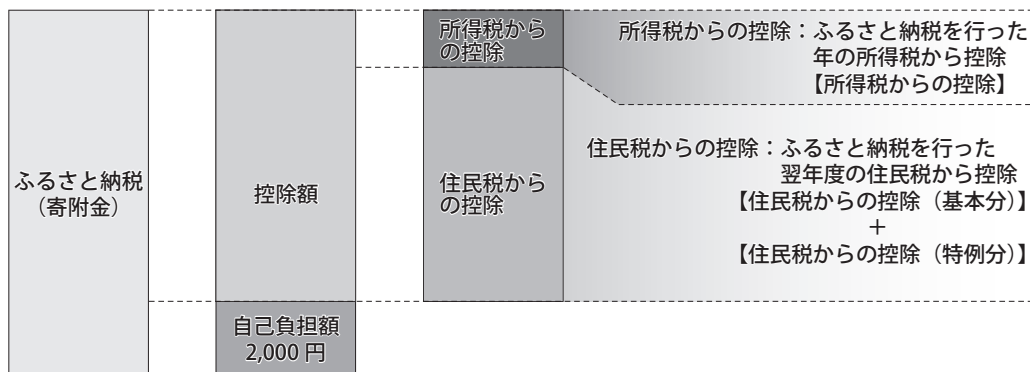 ふるさと納税
（寄附金）
控除額
自己負担額
2,000 円
所得税から
の控除
住民税から
の控除
所得税からの控除：ふるさと納税を行った
年の所得税から控除
【所得税からの控除】
住民税からの控除：ふるさと納税を行った
翌年度の住民税から控除
【住民税からの控除（基本分）】
＋
【住民税からの控除（特例分）】